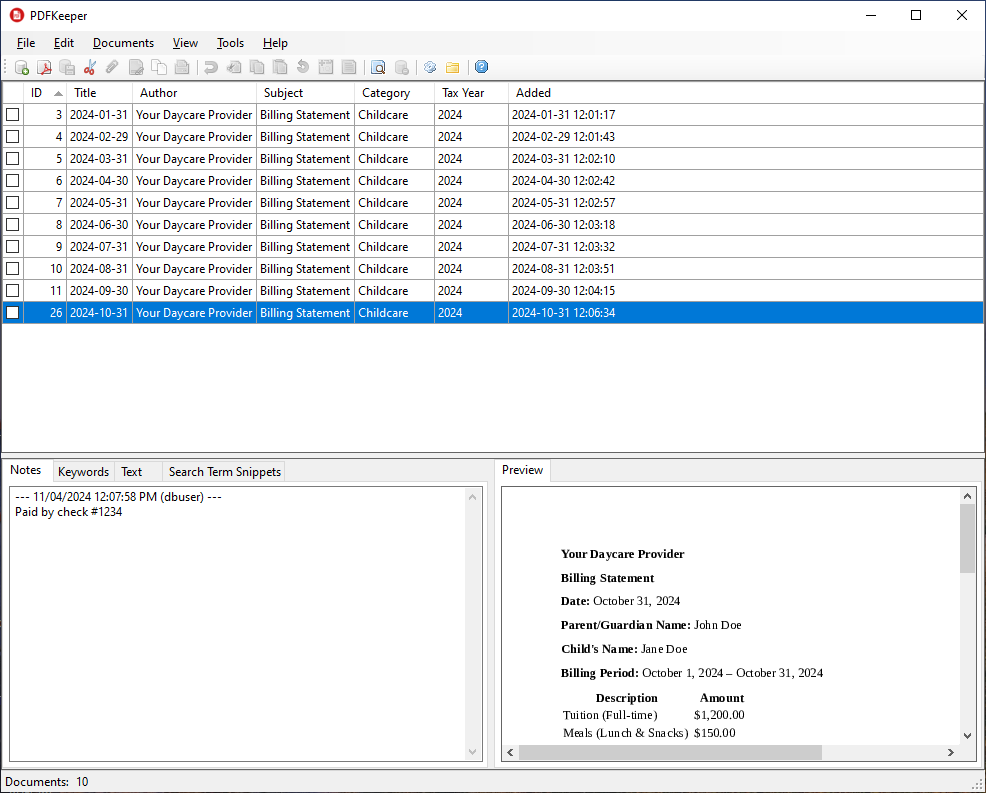 PDFKeeper
File Edit Documents View Tools Help
ID Title Author Subject Category Tax Year Added
3 2024-01-31 Your Daycare Provider Billing Statement Childcare 2024 2024-01-31 12:01:17
4 2024-02-29 Your Daycare Provider Billing Statement Childcare 2024 2024-02-29 12:01:43
5 2024-03-31 Your Daycare Provider Billing Statement Childcare 2024 2024-03-31 12:02:10
6 2024-04-30 Your Daycare Provider Billing Statement Childcare 2024 2024-04-30 12:02:42
7 2024-05-31 Your Daycare Provider Billing Statement Childcare 2024 2024-05-31 12:02:57
8 2024-06-30 Your Daycare Provider Billing Statement Childcare 2024 2024-06-30 12:03:18
9 2024-07-31 Your Daycare Provider Billing Statement Childcare 2024 2024-07-31 12:03:32
10 2024-08-31 Your Daycare Provider Billing Statement Childcare 2024 2024-08-31 12:03:51
11 2024-09-30 Your Daycare Provider Billing Statement Childcare 2024 2024-09-30 12:04:15
26 2024-10-31 Your Daycare Provider Billing Statement Childcare 2024 2024-10-31 12:06:34
Notes Keywords Text Search Term Snippets
--- 11/04/2024 12:07:58 PM (dbuser) ---
Paid by check #1234
Preview
Your Daycare Provider
Billing Statement
Date: October 31, 2024
Parent/Guardian Name: John Doe
Child's Name: Jane Doe
Billing Period: October 1, 2024 – October 31, 2024
Description Amount
Tuition (Full-time) $1,200.00
Meals (Lunch & Snacks) $150.00
Documents: 10